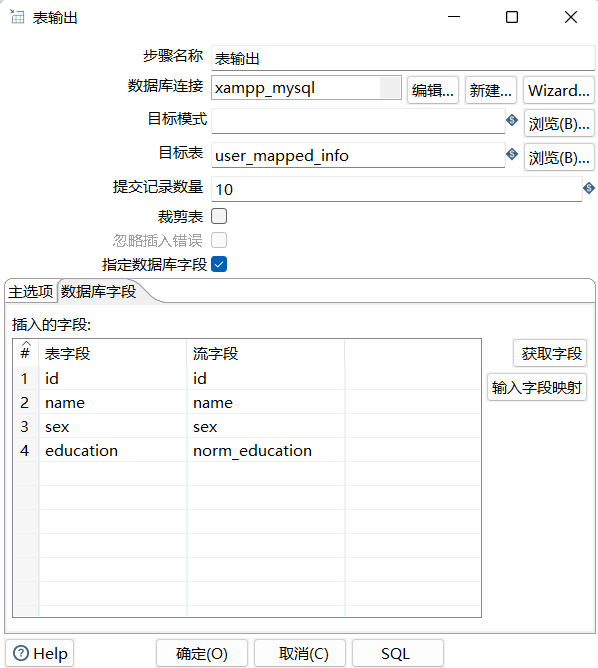 表输出
步骤名称 表输出
数据库连接 xampp_mysql 编辑... 新建... Wizard...
目标模式 浏览(B)...
目标表 user_mapped_info 浏览(B)...
提交记录数量 10
裁剪表
忽略插入错误
指定数据库字段
主选项 数据库字段
插入的字段:
# 表字段 流字段 获取字段
1 id id 输入字段映射
2 name name
3 sex sex
4 education norm_education
Help 确定(O) 取消(C) SQL